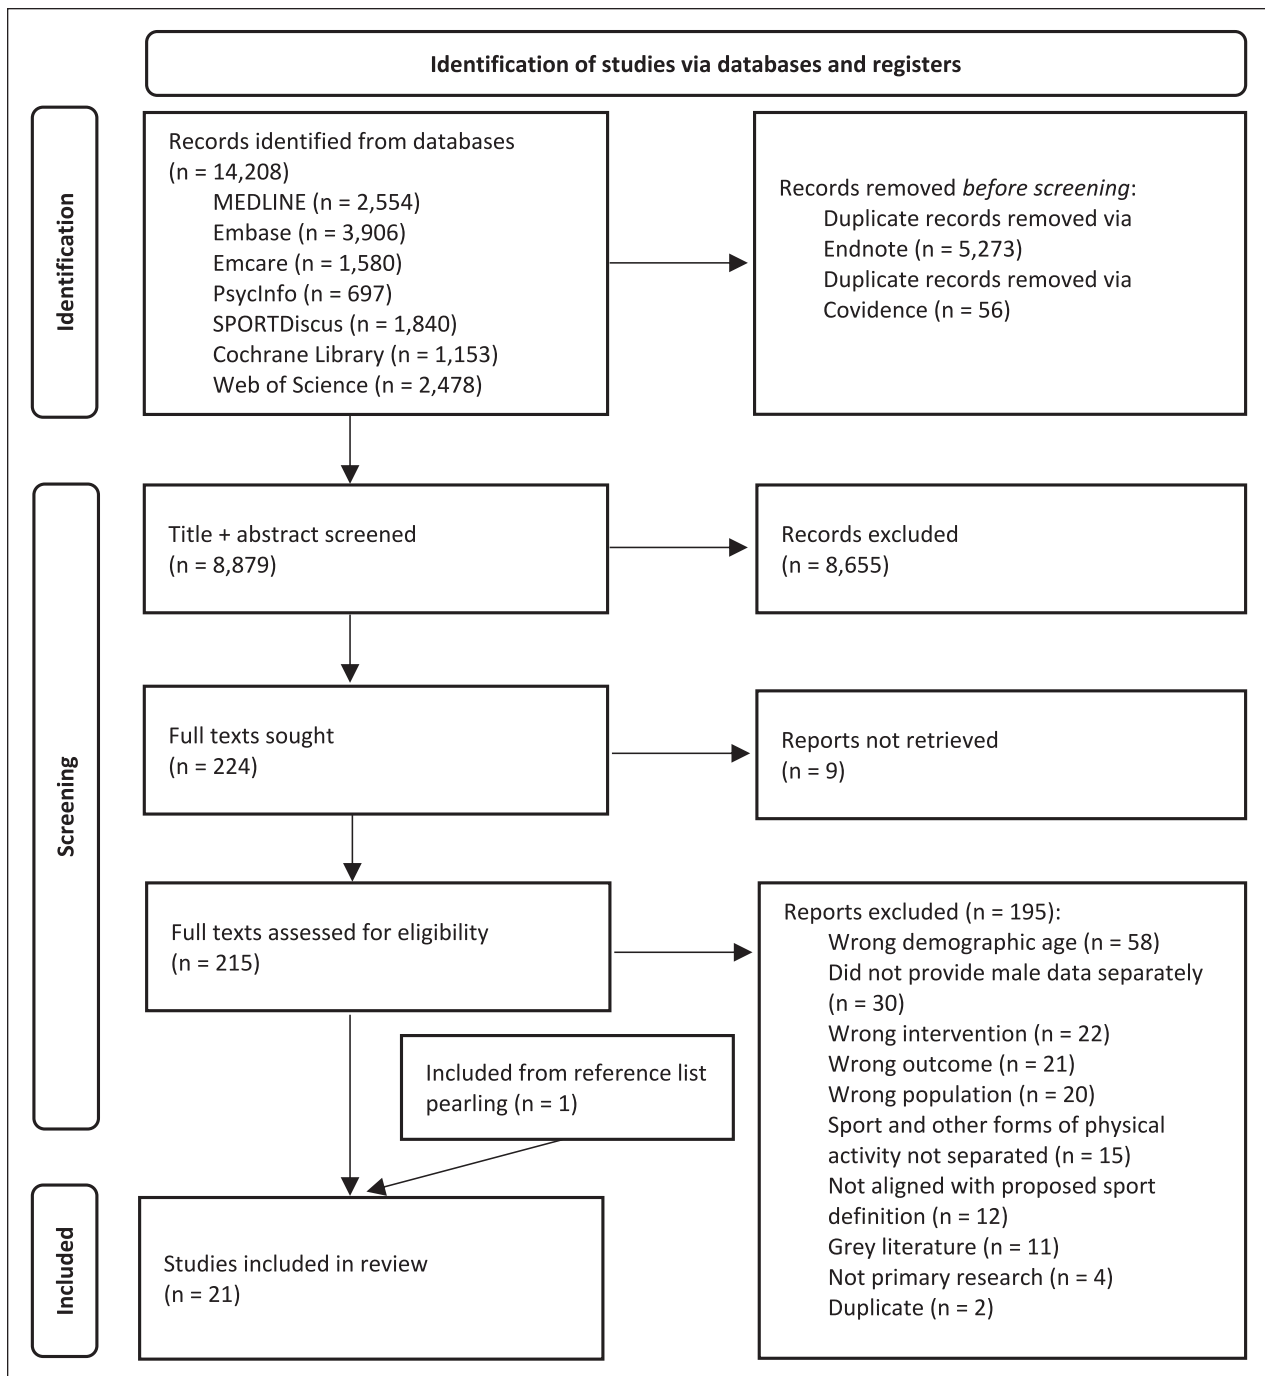 Identification of studies via databases and registers
Identification
Records identified from databases
(n = 14,208)
MEDLINE (n = 2,554)
Embase (n = 3,906)
Emcare (n = 1,580)
PsycInfo (n = 697)
SPORTDiscus (n = 1,840)
Cochrane Library (n = 1,153)
Web of Science (n = 2,478)
Records removed before screening:
Duplicate records removed via
Endnote (n = 5,273)
Duplicate records removed via
Covidence (n = 56)
Screening
Title + abstract screened
(n = 8,879)
Records excluded
(n = 8,655)
Full texts sought
(n = 224)
Reports not retrieved
(n = 9)
Full texts assessed for eligibility
(n = 215)
Reports excluded (n = 195):
Wrong demographic age (n = 58)
Did not provide male data separately
(n = 30)
Wrong intervention (n = 22)
Wrong outcome (n = 21)
Wrong population (n = 20)
Sport and other forms of physical
activity not separated (n = 15)
Not aligned with proposed sport
definition (n = 12)
Grey literature (n = 11)
Not primary research (n = 4)
Duplicate (n = 2)
Included from reference list
pearling (n = 1)
Included
Studies included in review
(n = 21)